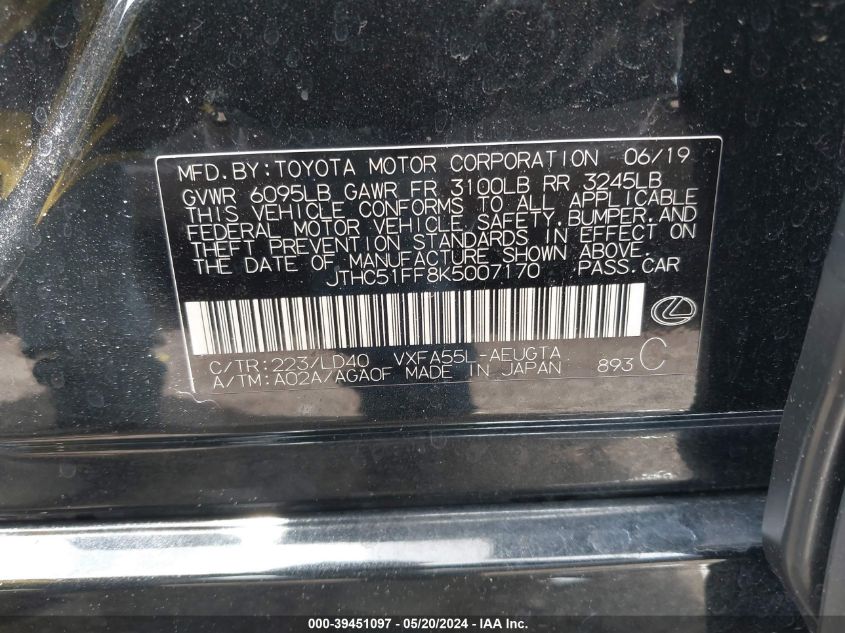 MFD.BY:TOYOTA MOTOR CORPORATION 06/19
GVWR 6095LB GAWR FR 3100LB RR 3245LB
THIS VEHICLE CONFORMS TO ALL APPLICABLE
FEDERAL MOTOR VEHICLE SAFETY, BUMPER, AND
THEFT PREVENTION STANDARDS IN EFFECT ON
THE DATE OF MANUFACTURE SHOWN ABOVE.
JTHC51FF8K5007170 PASS.CAR
C/TR:223/LD40 VXFA55L-AEUGTA
A/TM:A02A/AGA0F MADE IN JAPAN 893C
000-39451097 - 05/20/2024 - IAAI.com